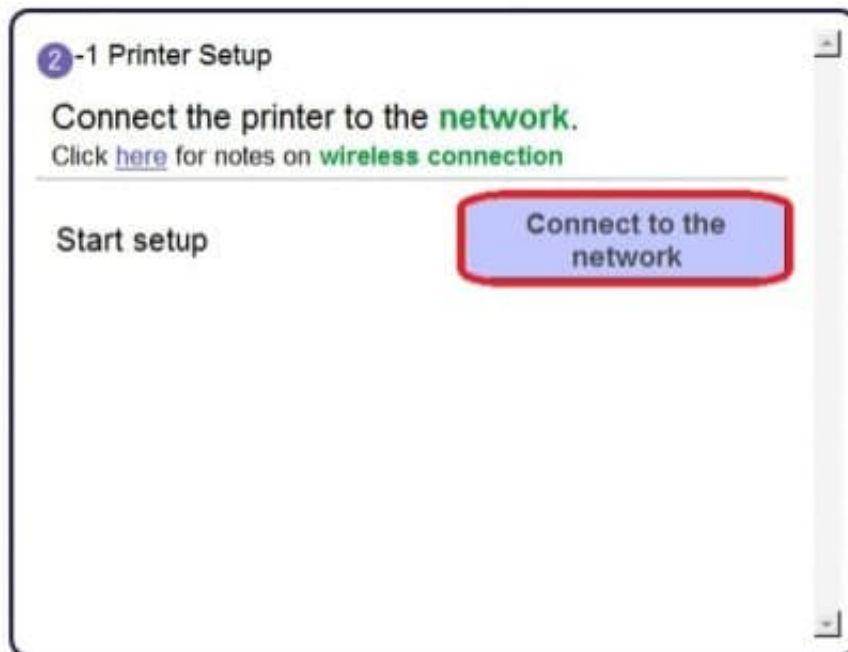 2-1 Printer Setup
Connect the printer to the network.
Click here for notes on wireless connection
Start setup
Connect to the
network